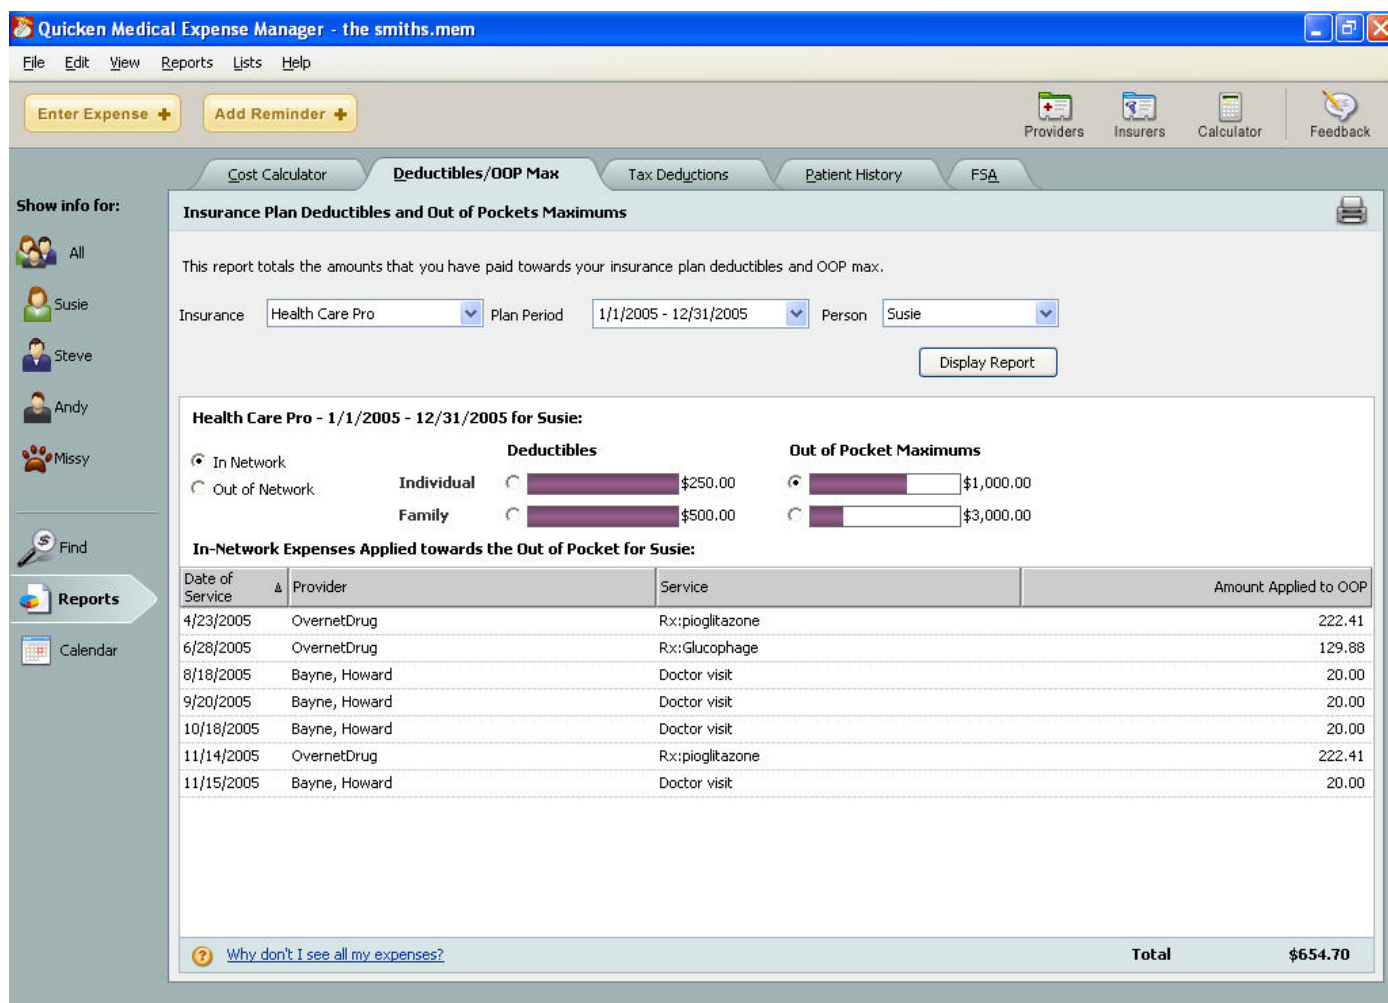 Quicken Medical Expense Manager - the smiths.mem
File Edit View Reports Lists Help
Enter Expense + Add Reminder + Providers Insurers Calculator Feedback
Cost Calculator Deductibles/OOP Max Tax Deductions Patient History FSA
Show info for:
Insurance Plan Deductibles and Out of Pockets Maximums
All
This report totals the amounts that you have paid towards your insurance plan deductibles and OOP max.
Susie
Insurance Health Care Pro Plan Period 1/1/2005 - 12/31/2005 Person Susie
Steve
Display Report
Andy
Health Care Pro - 1/1/2005 - 12/31/2005 for Susie:
Missy
Deductibles Out of Pocket Maximums
In Network
Individual $250.00 $1,000.00
Out of Network
Family $500.00 $3,000.00
Find
In-Network Expenses Applied towards the Out of Pocket for Susie:
Date of Service Provider Service Amount Applied to OOP
Reports
4/23/2005 OvernetDrug Rx:pioglitazone 222.41
6/28/2005 OvernetDrug Rx:Glucophage 129.88
Calendar
8/18/2005 Bayne, Howard Doctor visit 20.00
9/20/2005 Bayne, Howard Doctor visit 20.00
10/18/2005 Bayne, Howard Doctor visit 20.00
11/14/2005 OvernetDrug Rx:pioglitazone 222.41
11/15/2005 Bayne, Howard Doctor visit 20.00
? Why don't I see all my expenses? Total $654.70